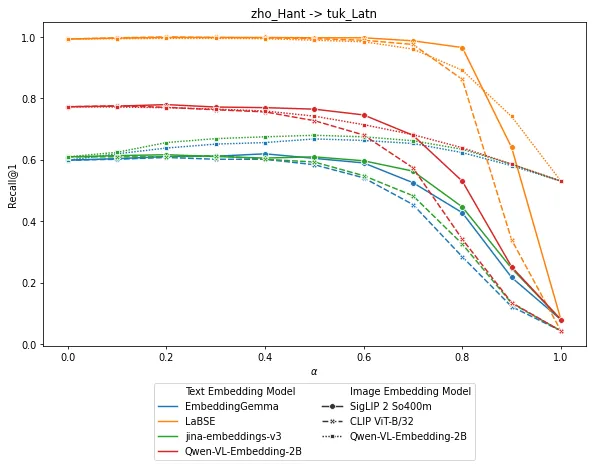 zho_Hant -> tuk_Latn
Recall@1
1.0
0.8
0.6
0.4
0.2
0.0
0.0 0.2 0.4 0.6 0.8 1.0
α
Text Embedding Model
EmbeddingGemma
LaBSE
jina-embeddings-v3
Qwen-VL-Embedding-2B
Image Embedding Model
SigLIP 2 So400m
CLIP ViT-B/32
Qwen-VL-Embedding-2B